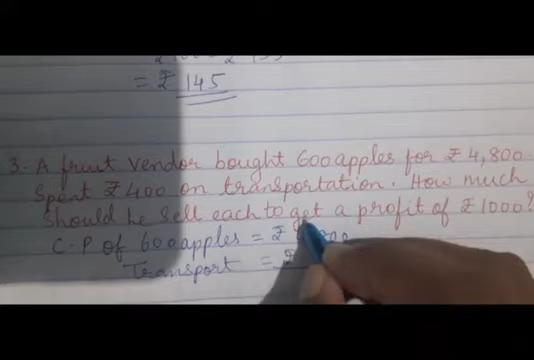 = ₹ 145
3. A fruit vendor bought 600 apples for ₹ 4,800.
Spent ₹ 400 on transportation. How much
should he sell each to get a profit of ₹ 1000?
C.P of 600 apples = ₹
Transport = ₹